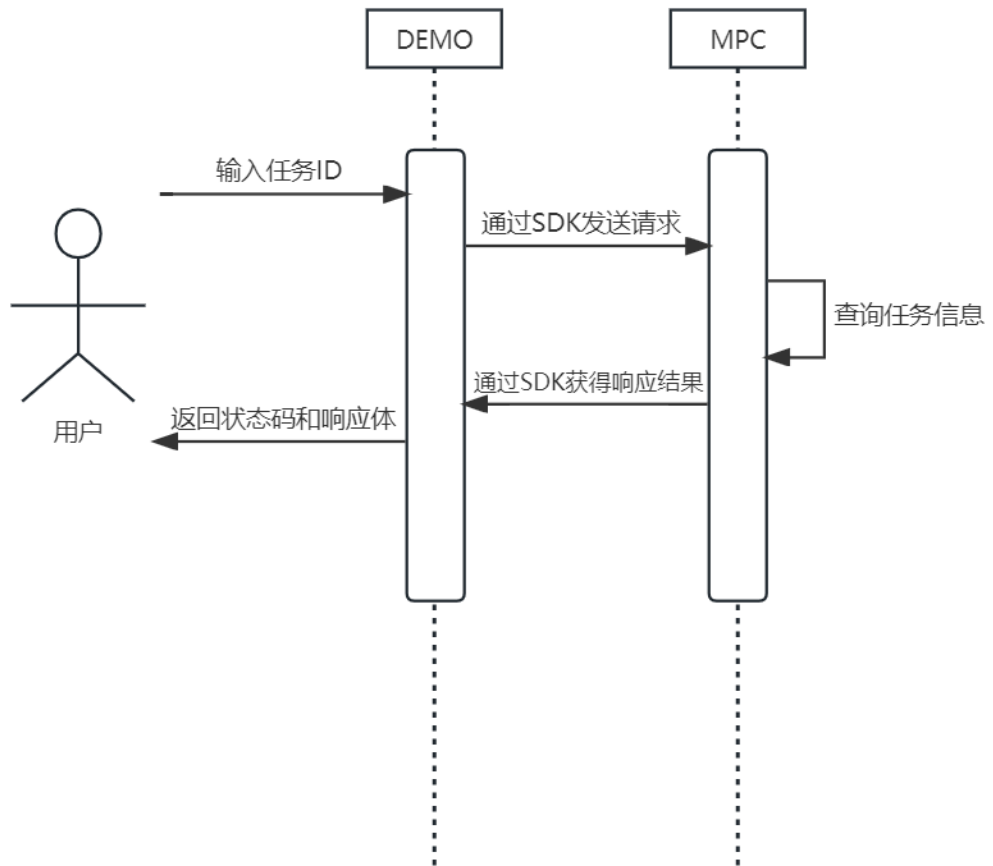 DEMO
MPC
输入任务ID
通过SDK发送请求
查询任务信息
通过SDK获得响应结果
返回状态码和响应体
用户